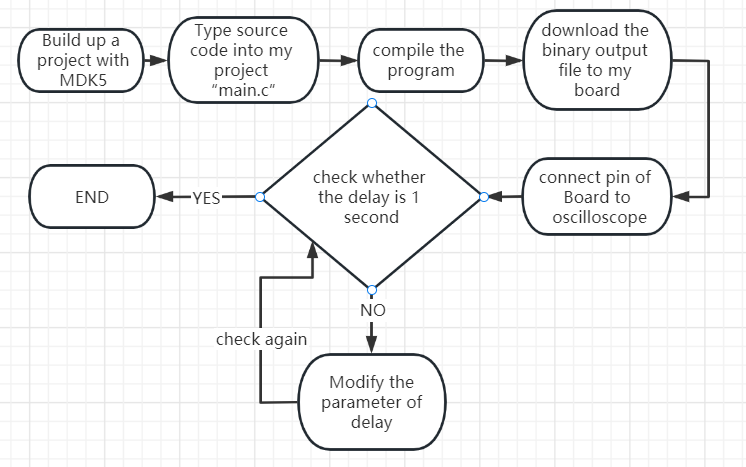 Build up a
project with
MDK5
Type source
code into my
project
“main.c”
compile the
program
download the
binary output
file to my
board
connect pin of
Board to
oscilloscope
check whether
the delay is 1
second
YES
END
NO
Modify the
parameter of
delay
check again